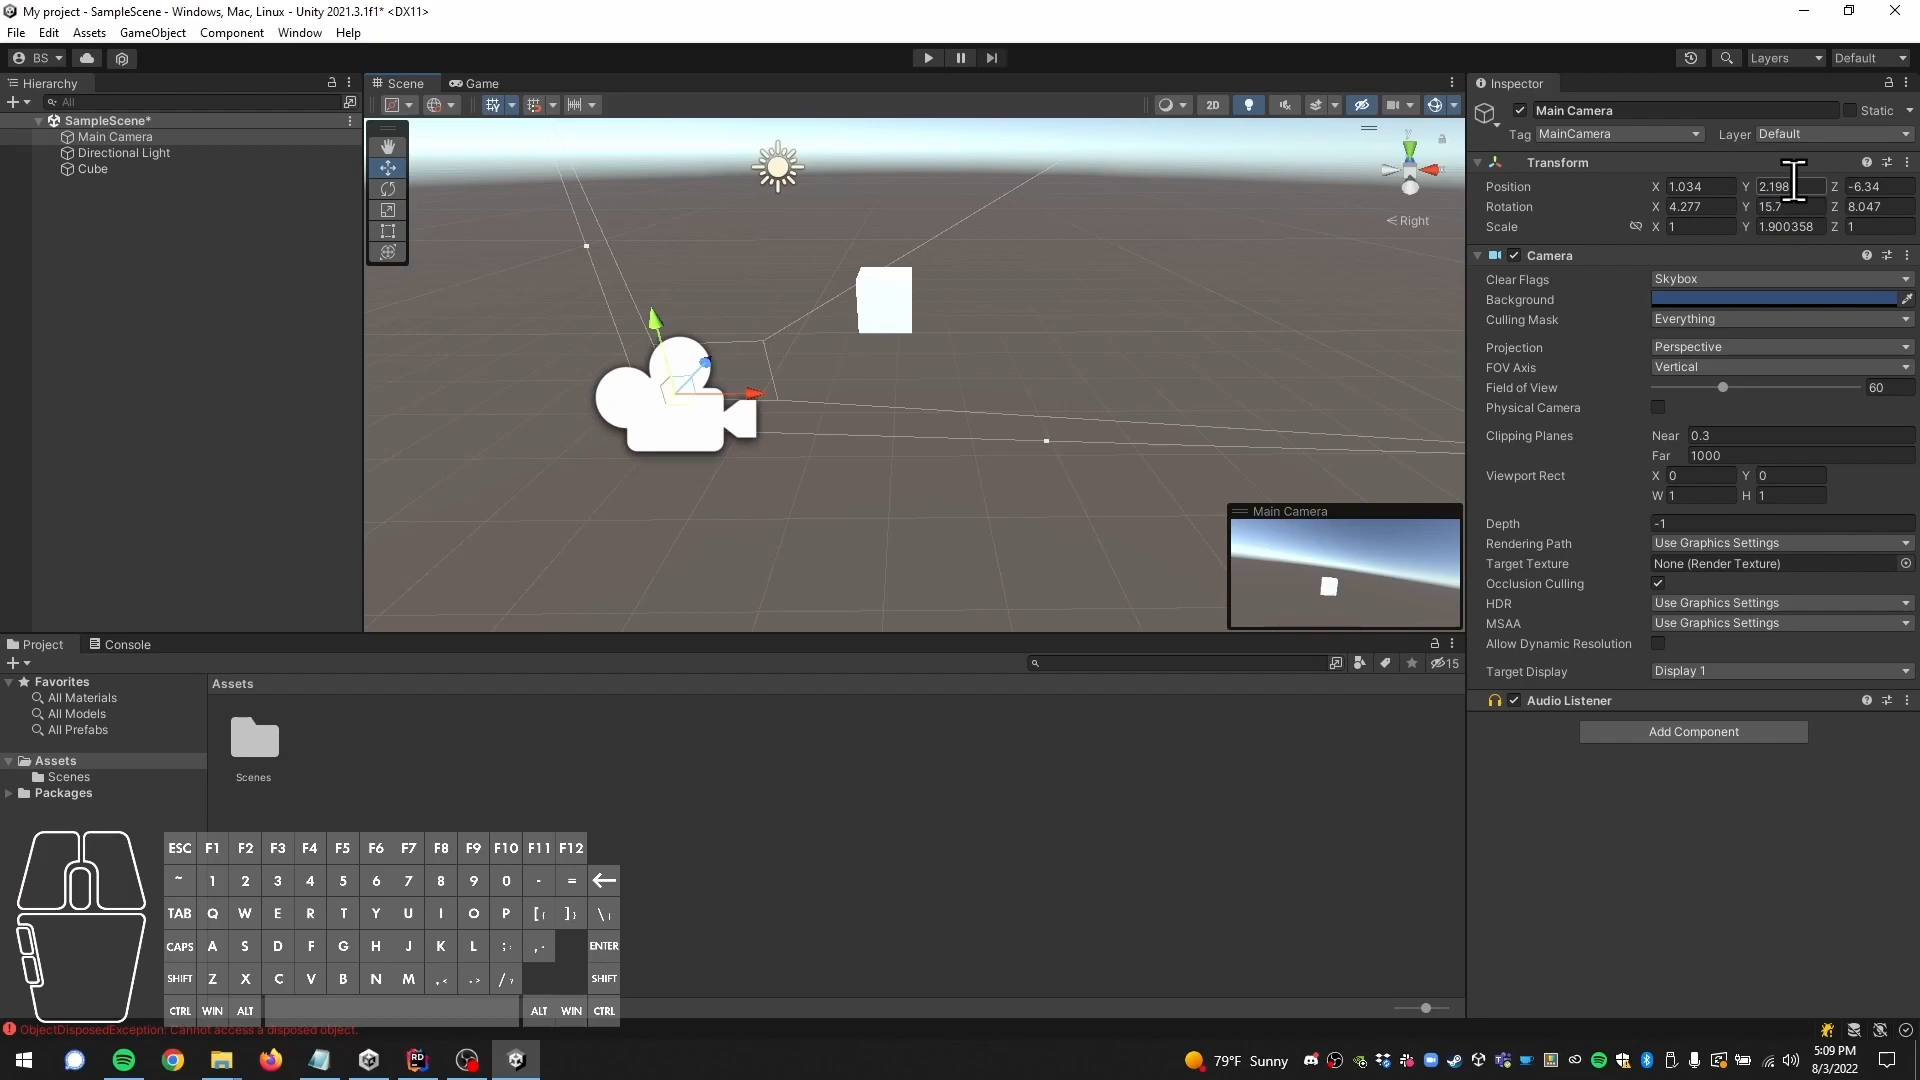 My project - SampleScene - Windows, Mac, Linux - Unity 2021.3.1f1* <DX11>
File Edit Assets GameObject Component Window Help
BS Layers Default
Hierarchy
All
SampleScene*
Main Camera
Directional Light
Cube
Scene Game
2D
Y
Right
Main Camera
Inspector
Main Camera Static
Tag MainCamera Layer Default
Transform
Position X 1.034 Y 2.198 Z -6.34
Rotation X 4.277 Y 15.7 Z 8.047
Scale X 1 Y 1.900358 Z 1
Camera
Clear Flags Skybox
Background
Culling Mask Everything
Projection Perspective
FOV Axis Vertical
Field of View 60
Physical Camera
Clipping Planes Near 0.3
Far 1000
Viewport Rect X 0 Y 0
W 1 H 1
Depth -1
Rendering Path Use Graphics Settings
Target Texture None (Render Texture)
Occlusion Culling
HDR Use Graphics Settings
MSAA Use Graphics Settings
Allow Dynamic Resolution
Target Display Display 1
Audio Listener
Add Component
Project Console
15
Favorites
All Materials
All Models
All Prefabs
Assets
Scenes
Packages
Assets
Scenes
ESC F1 F2 F3 F4 F5 F6 F7 F8 F9 F10 F11 F12
~ 1 2 3 4 5 6 7 8 9 0 - =
TAB Q W E R T Y U I O P [{ ]} \|
CAPS A S D F G H J K L ;: ENTER
SHIFT Z X C V B N M ,< .> /? SHIFT
CTRL WIN ALT ALT WIN CTRL
ObjectDisposedException: Cannot access a disposed object.
RD
79°F Sunny
5:09 PM
8/3/2022